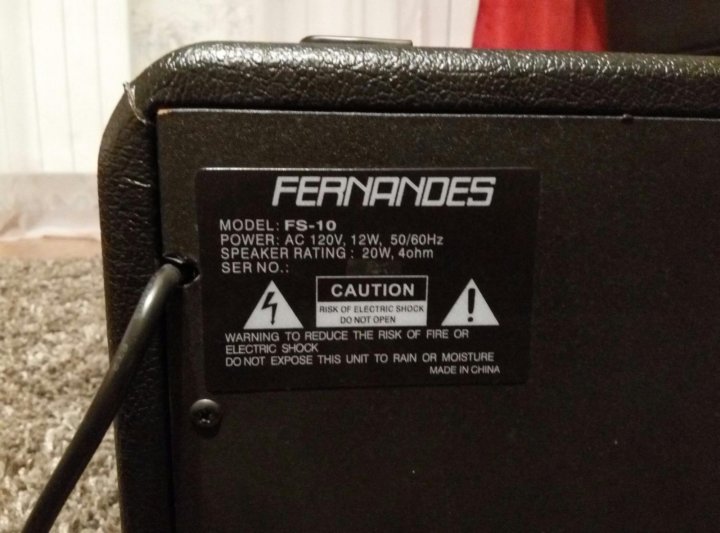 FERNANDES
MODEL: FS-10
POWER: AC 120V, 12W, 50/60Hz
SPEAKER RATING: 20W, 4ohm
SER NO.:
CAUTION
RISK OF ELECTRIC SHOCK
DO NOT OPEN
WARNING TO REDUCE THE RISK OF FIRE OR
ELECTRIC SHOCK
DO NOT EXPOSE THIS UNIT TO RAIN OR MOISTURE
MADE IN CHINA